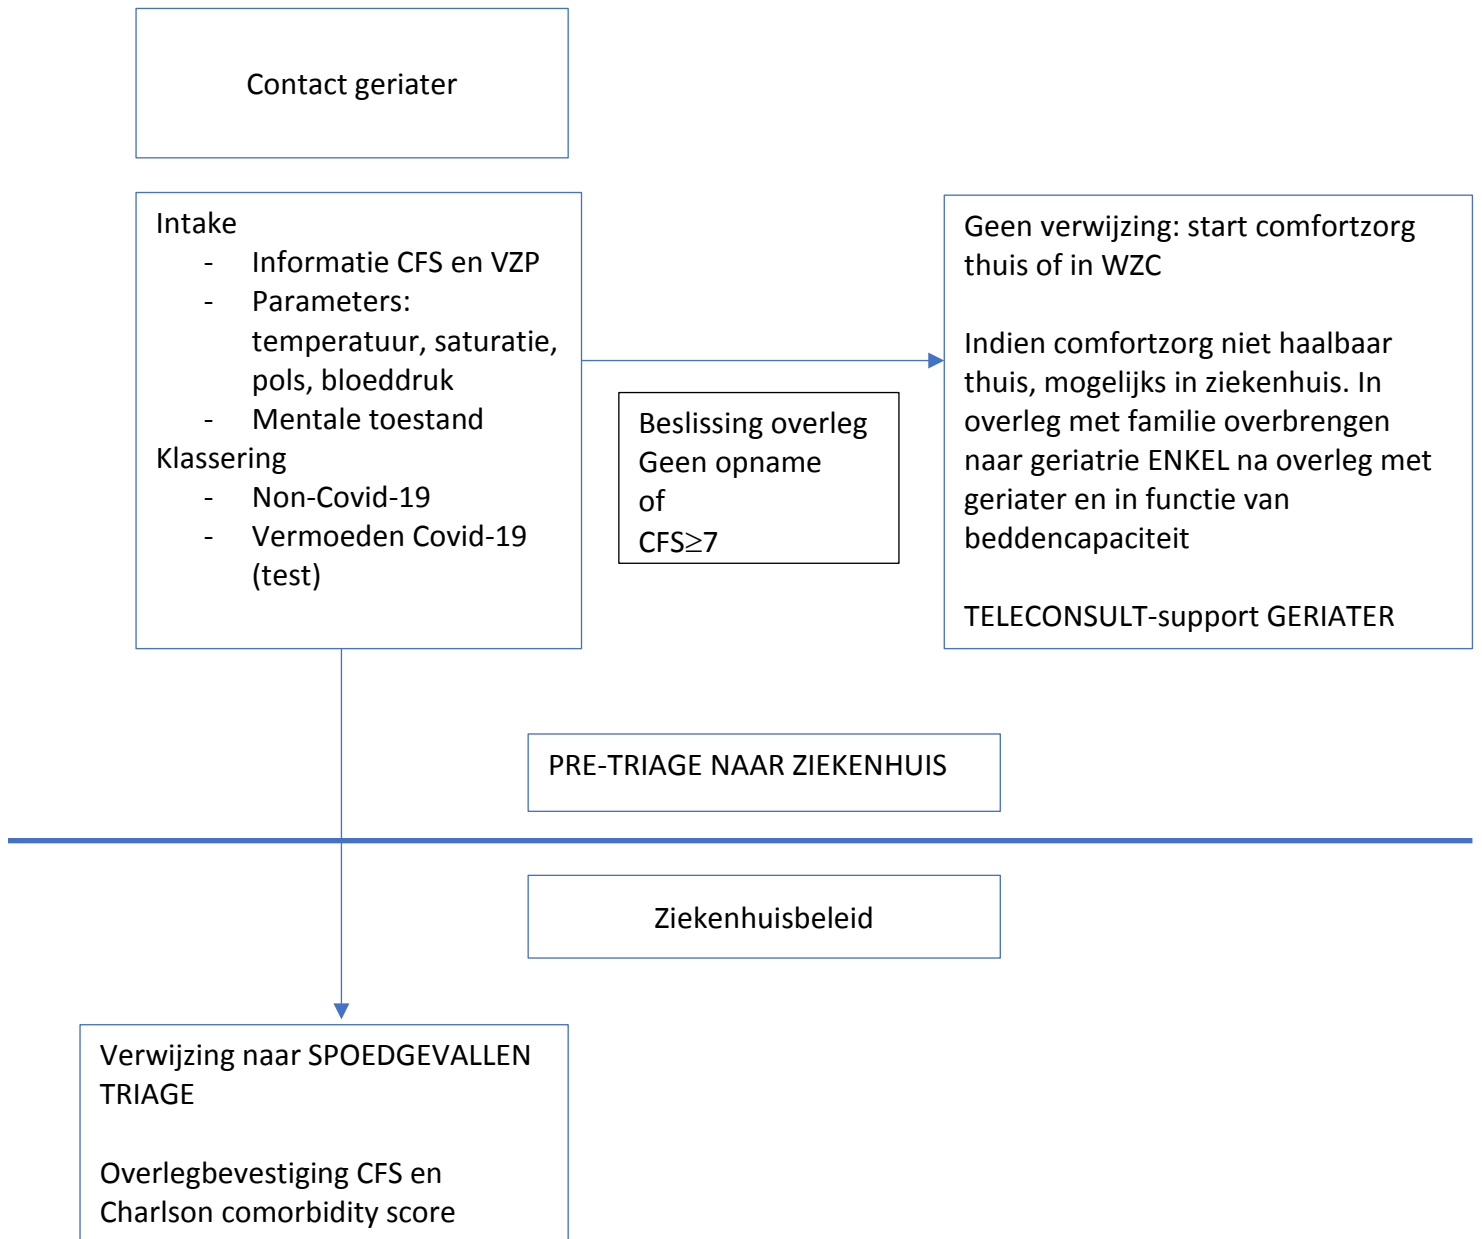 Contact geriater
Intake
- Informatie CFS en VZP
- Parameters:
temperatuur, saturatie,
pols, bloeddruk
- Mentale toestand
Klassering
- Non-Covid-19
- Vermoeden Covid-19
(test)
Beslissing overleg
Geen opname
of
CFS≥7
Geen verwijzing: start comfortzorg
thuis of in WZC
Indien comfortzorg niet haalbaar
thuis, mogelijks in ziekenhuis. In
overleg met familie overbrengen
naar geriatrie ENKEL na overleg met
geriater en in functie van
beddencapaciteit
TELECONSULT-support GERIATER
PRE-TRIAGE NAAR ZIEKENHUIS
Ziekenhuisbeleid
Verwijzing naar SPOEDGEVALLEN
TRIAGE
Overlegbevestiging CFS en
Charlson comorbidity score